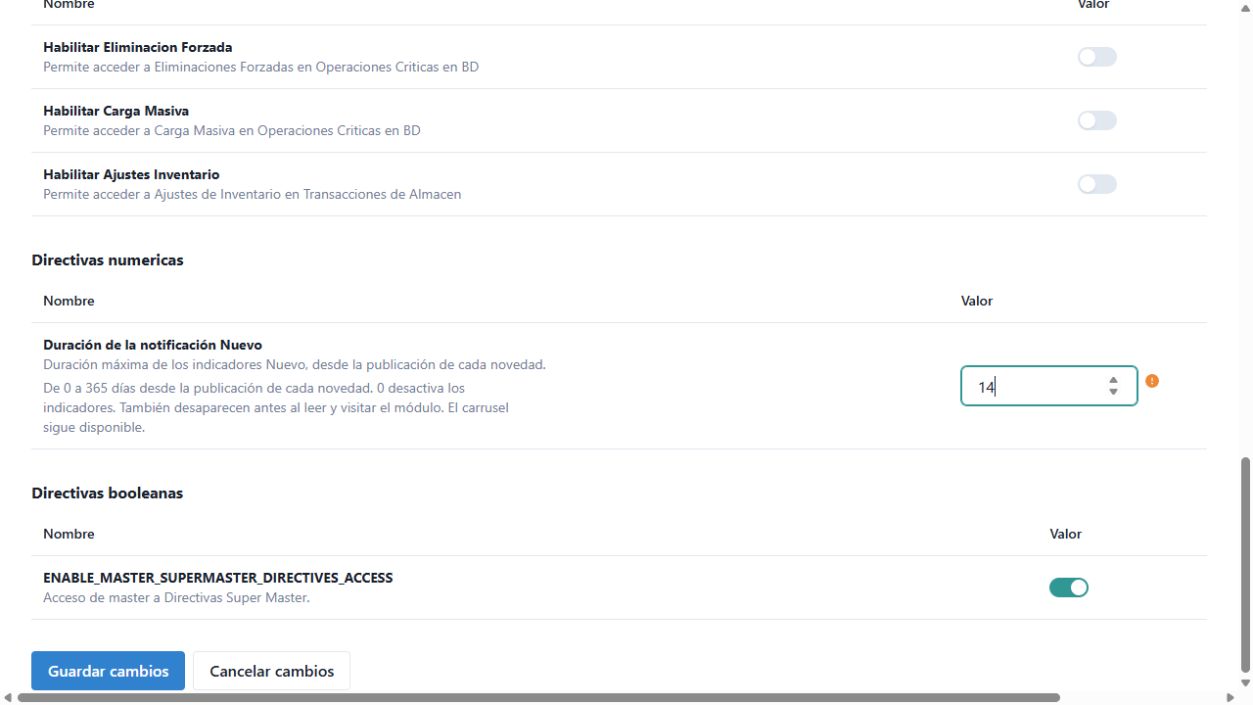 Nombre Valor
Habilitar Eliminacion Forzada
Permite acceder a Eliminaciones Forzadas en Operaciones Criticas en BD
Habilitar Carga Masiva
Permite acceder a Carga Masiva en Operaciones Criticas en BD
Habilitar Ajustes Inventario
Permite acceder a Ajustes de Inventario en Transacciones de Almacen
Directivas numericas
Nombre Valor
Duración de la notificación Nuevo
Duración máxima de los indicadores Nuevo, desde la publicación de cada novedad.
De 0 a 365 días desde la publicación de cada novedad. 0 desactiva los
indicadores. También desaparecen antes al leer y visitar el módulo. El carrusel
sigue disponible.
14
Directivas booleanas
Nombre Valor
ENABLE_MASTER_SUPERMASTER_DIRECTIVES_ACCESS
Acceso de master a Directivas Super Master.
Guardar cambios Cancelar cambios